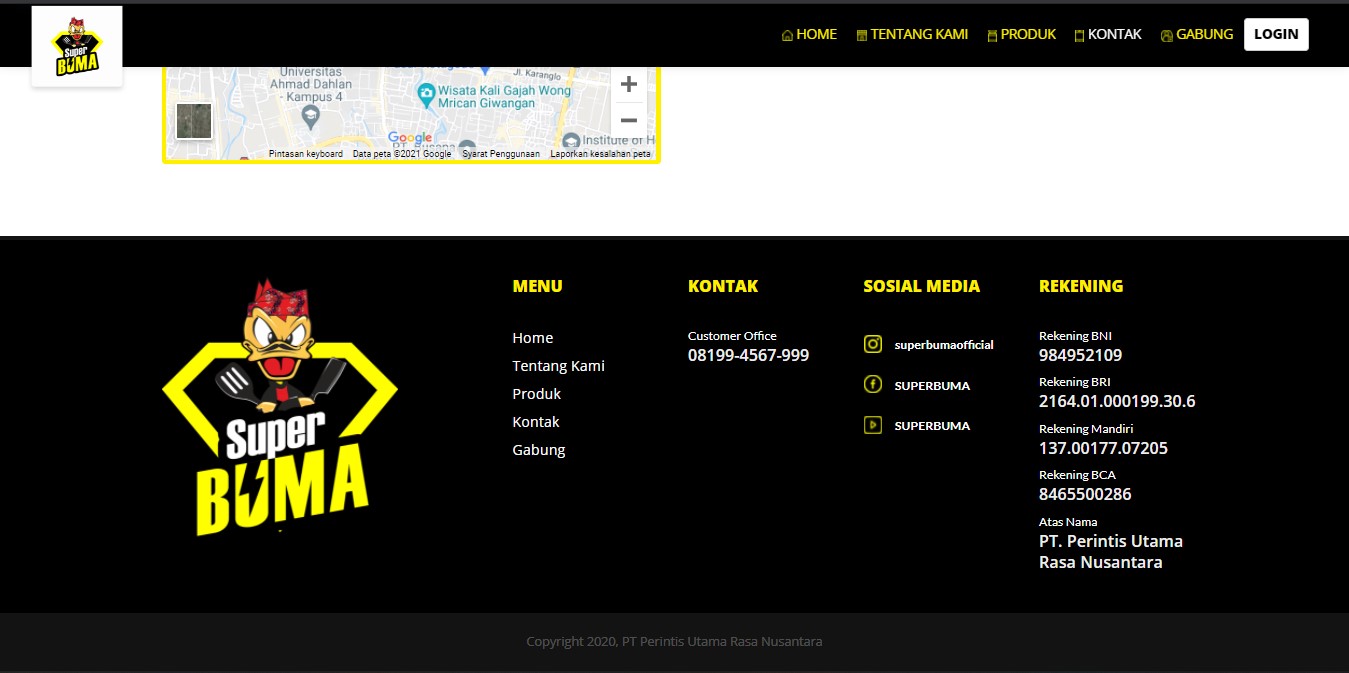 Super
BUMA
HOME
TENTANG KAMI
PRODUK
KONTAK
GABUNG
LOGIN
Universitas
Ahmad Dahlan
- Kampus 4
Jl. Karanglo
Wisata Kali Gajah Wong
Mrican Giwangan
Google
Institute of H
Pintasan keyboard
Data peta ©2021 Google
Syarat Penggunaan
Laporkan kesalahan peta
Super
BUMA
MENU
Home
Tentang Kami
Produk
Kontak
Gabung
KONTAK
Customer Office
08199-4567-999
SOSIAL MEDIA
superbumaofficial
SUPERBUMA
SUPERBUMA
REKENING
Rekening BNI
984952109
Rekening BRI
2164.01.000199.30.6
Rekening Mandiri
137.00177.07205
Rekening BCA
8465500286
Atas Nama
PT. Perintis Utama
Rasa Nusantara
Copyright 2020, PT Perintis Utama Rasa Nusantara